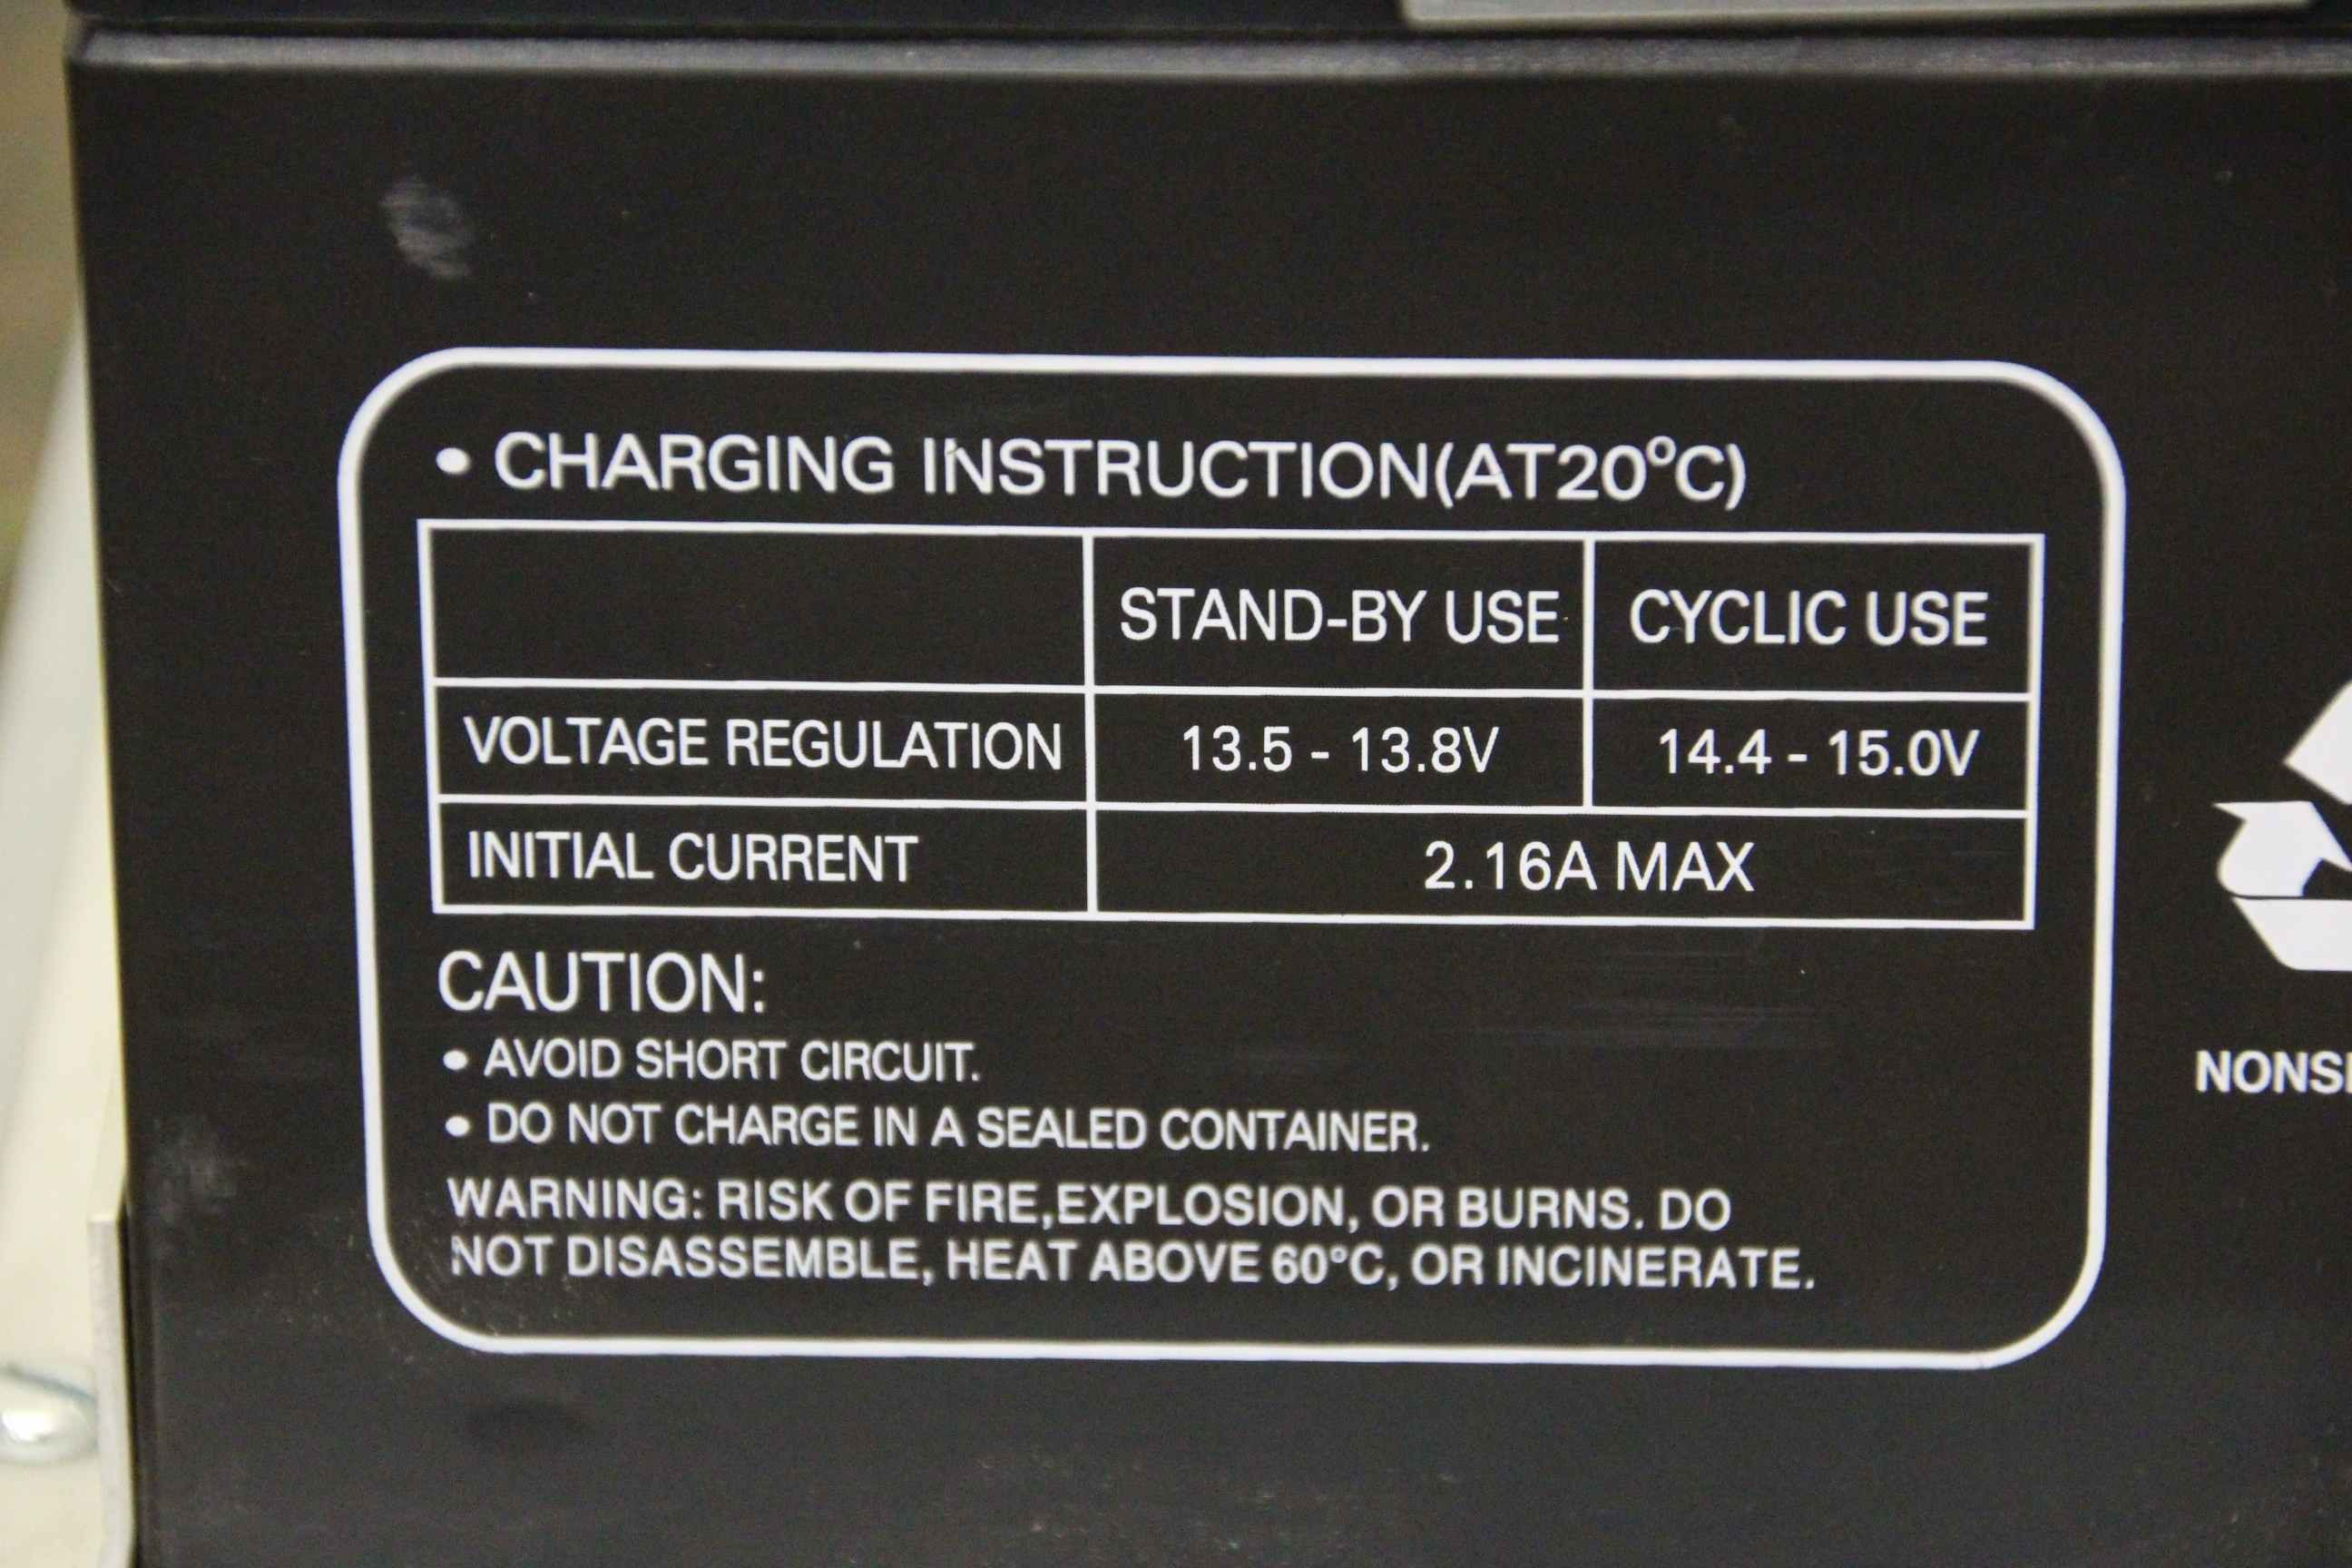 • CHARGING INSTRUCTION(AT20°C)
STAND-BY USE CYCLIC USE
VOLTAGE REGULATION 13.5 - 13.8V 14.4 - 15.0V
INITIAL CURRENT 2.16A MAX
CAUTION:
• AVOID SHORT CIRCUIT.
• DO NOT CHARGE IN A SEALED CONTAINER.
WARNING: RISK OF FIRE,EXPLOSION, OR BURNS. DO
NOT DISASSEMBLE, HEAT ABOVE 60°C, OR INCINERATE.